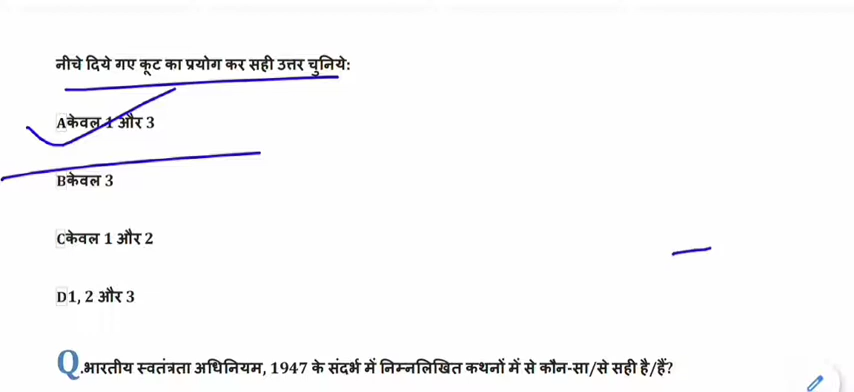 नीचे दिये गए कूट का प्रयोग कर सही उत्तर चुनिये:
Aकेवल 1 और 3
Bकेवल 3
Cकेवल 1 और 2
D1, 2 और 3
Q.भारतीय स्वतंत्रता अधिनियम, 1947 के संदर्भ में निम्नलिखित कथनों में से कौन-सा/से सही है/हैं?